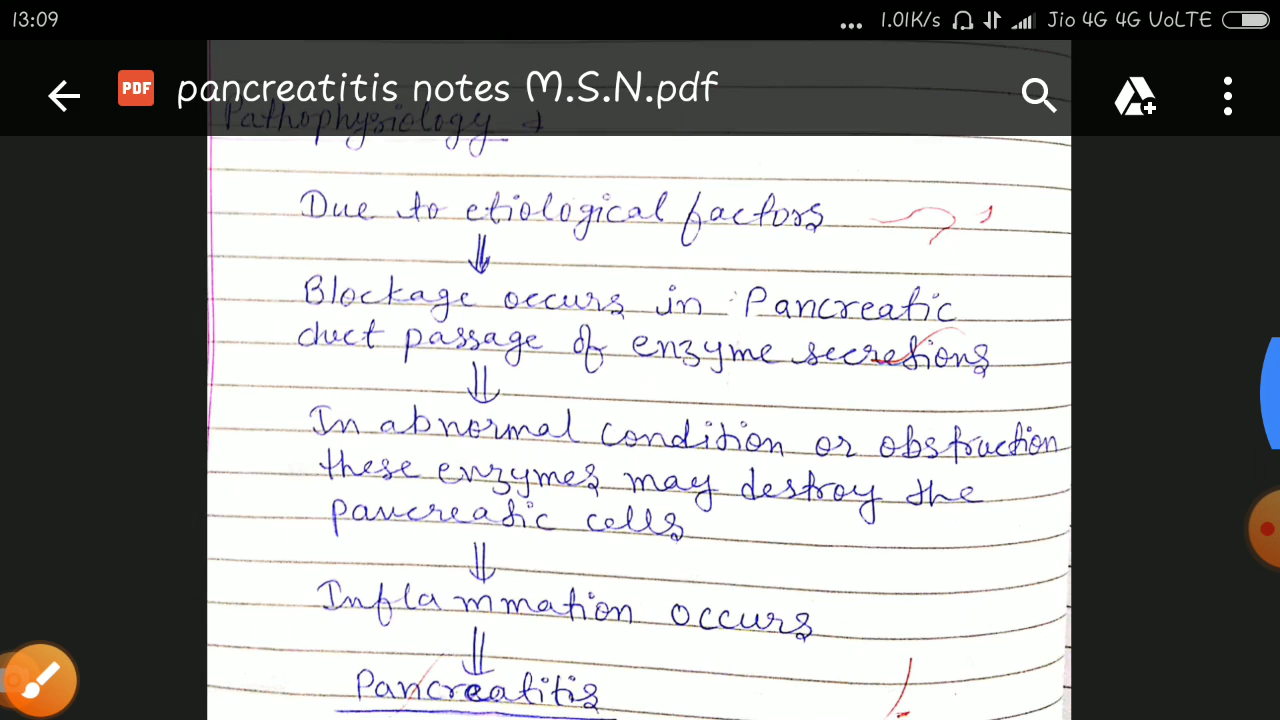 13:09
... 1.01K/s Jio 4G 4G VoLTE
PDF pancreatitis notes M.S.N.pdf
Pathophysiology
Due to etiological factors
Blockage occurs in Pancreatic
duct passage of enzyme secretions
In abnormal condition or obstruction
these enzymes may destroy the
pancreatic cells
Inflammation occurs
Pancreatitis